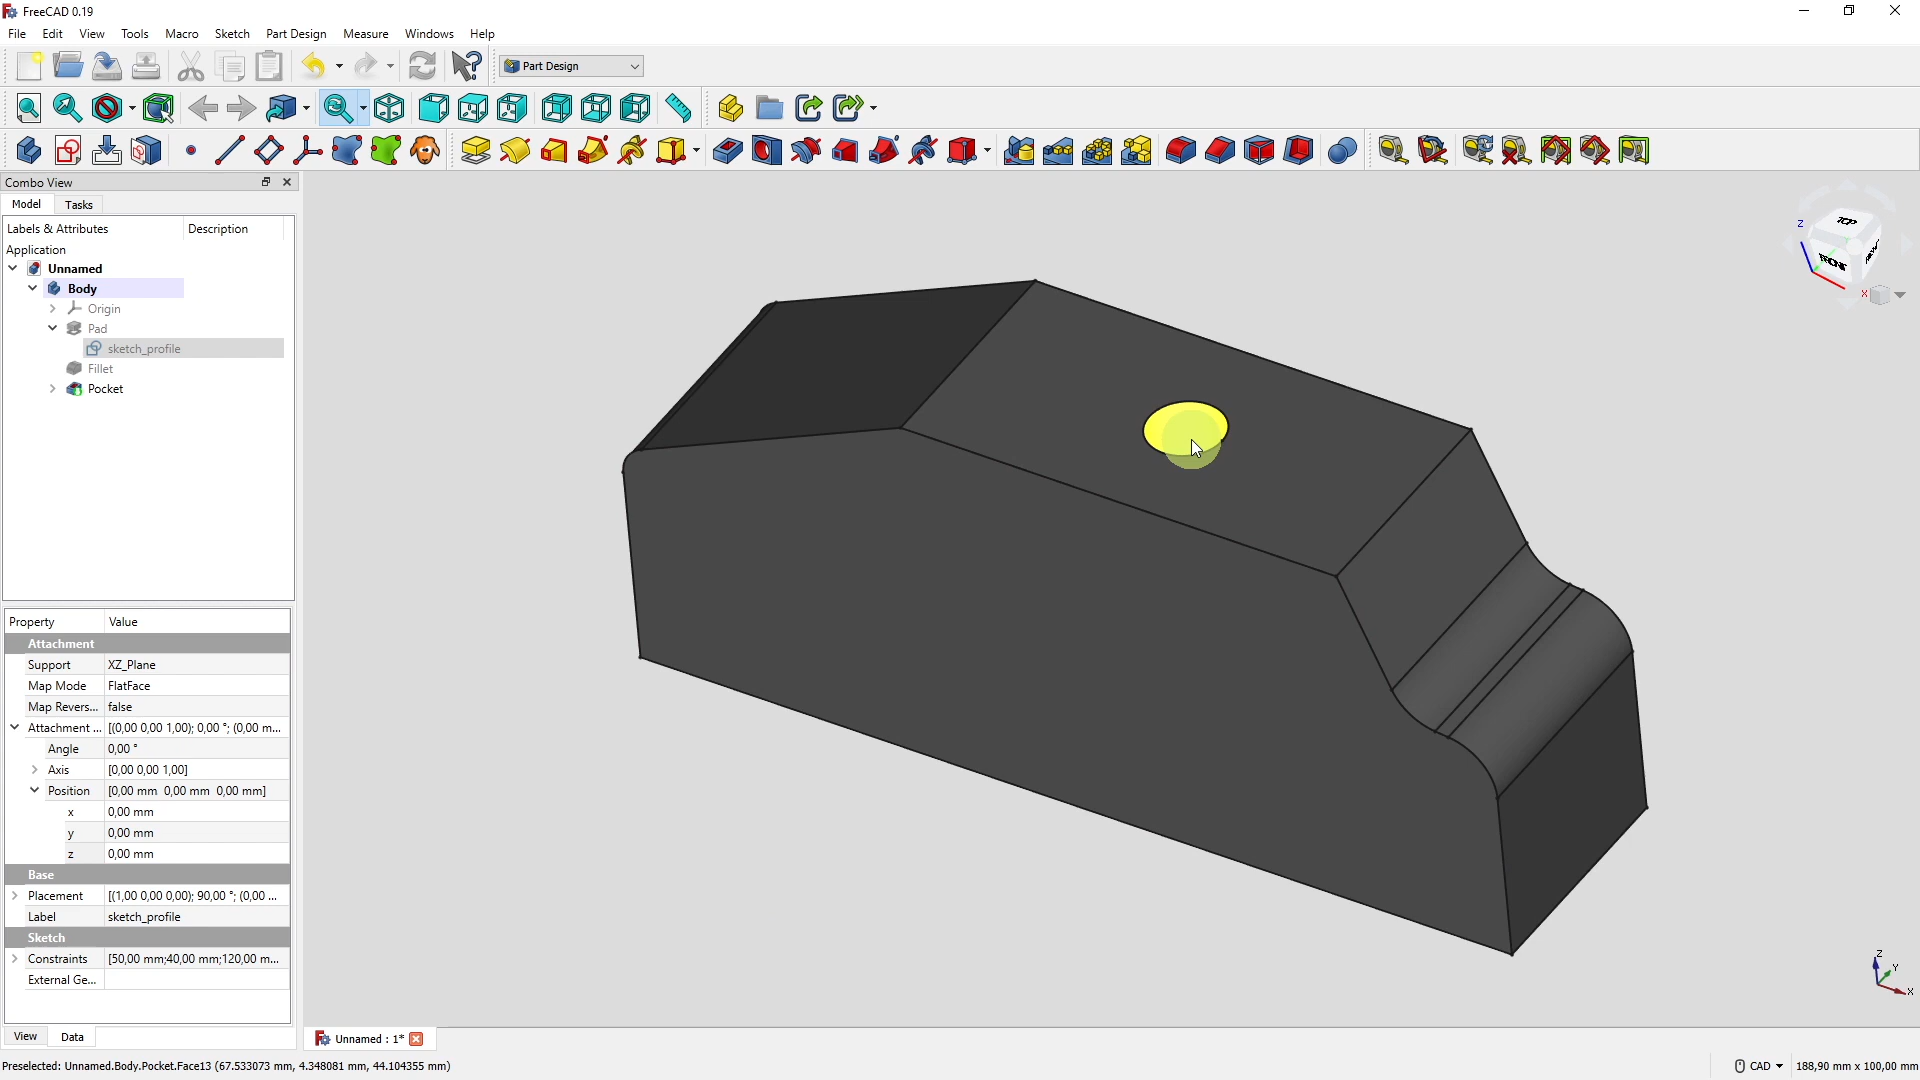 FreeCAD 0.19
File Edit View Tools Macro Sketch Part Design Measure Windows Help
Part Design
Combo View
Model Tasks
Labels & Attributes Description
Application
Unnamed
Body
Origin
Pad
sketch_profile
Fillet
Pocket
Property Value
Attachment
Support XZ_Plane
Map Mode FlatFace
Map Revers... false
Attachment ... [(0,00 0,00 1,00); 0,00 °; (0,00 m...
Angle 0,00 °
Axis [0,00 0,00 1,00]
Position [0,00 mm 0,00 mm 0,00 mm]
x 0,00 mm
y 0,00 mm
z 0,00 mm
Base
Placement [(1,00 0,00 0,00); 90,00 °; (0,00 ...
Label sketch_profile
Sketch
Constraints [50,00 mm;40,00 mm;120,00 m...
External Ge...
View Data
Z
TOP
FRONT
X
Z
Y
X
Unnamed : 1*
Preselected: Unnamed.Body.Pocket.Face13 (67.533073 mm, 4.348081 mm, 44.104355 mm)
CAD 188,90 mm x 100,00 mm